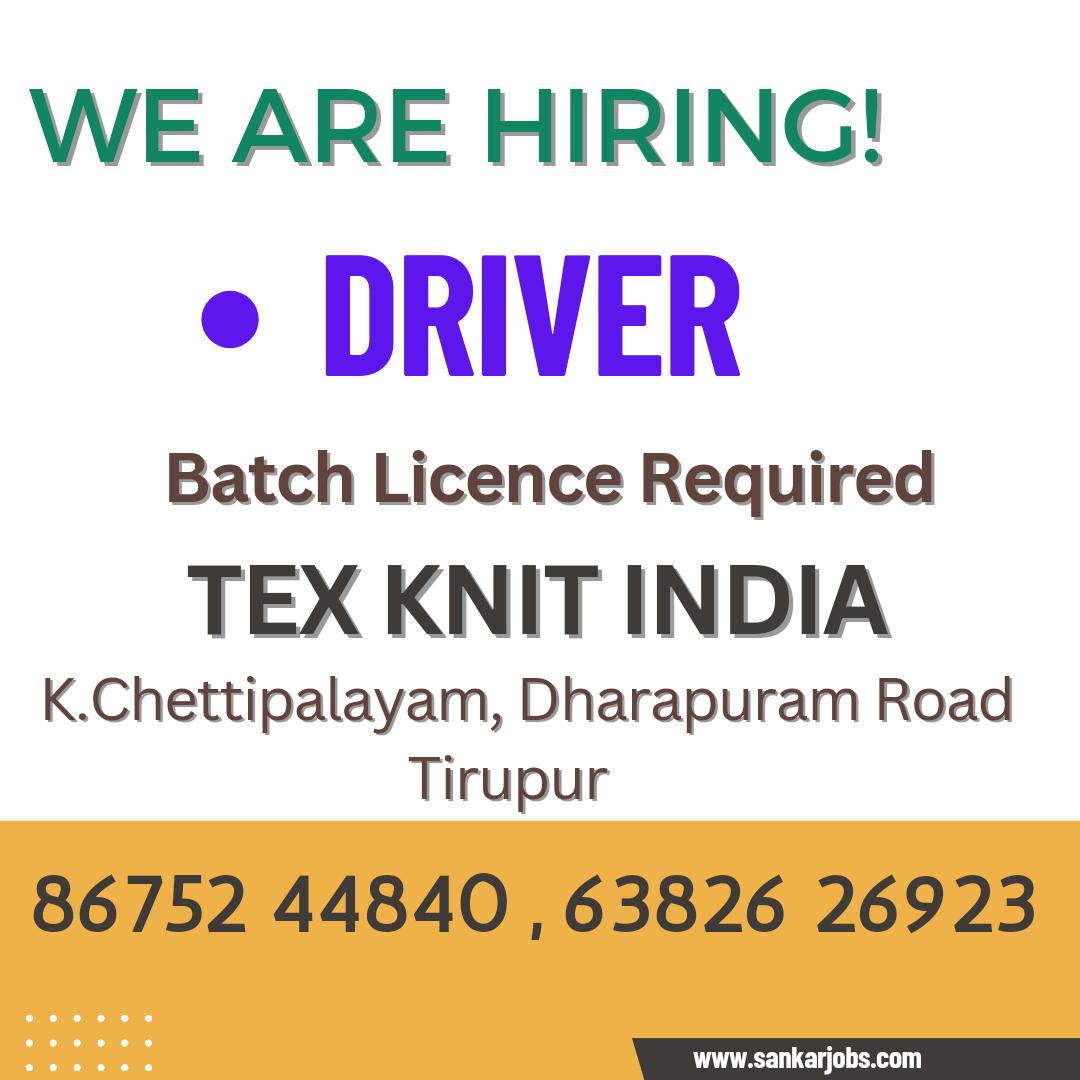 WE ARE HIRING!
• DRIVER
Batch Licence Required
TEX KNIT INDIA
K.Chettipalayam, Dharapuram Road
Tirupur
86752 44840 , 63826 26923
www.sankarjobs.com